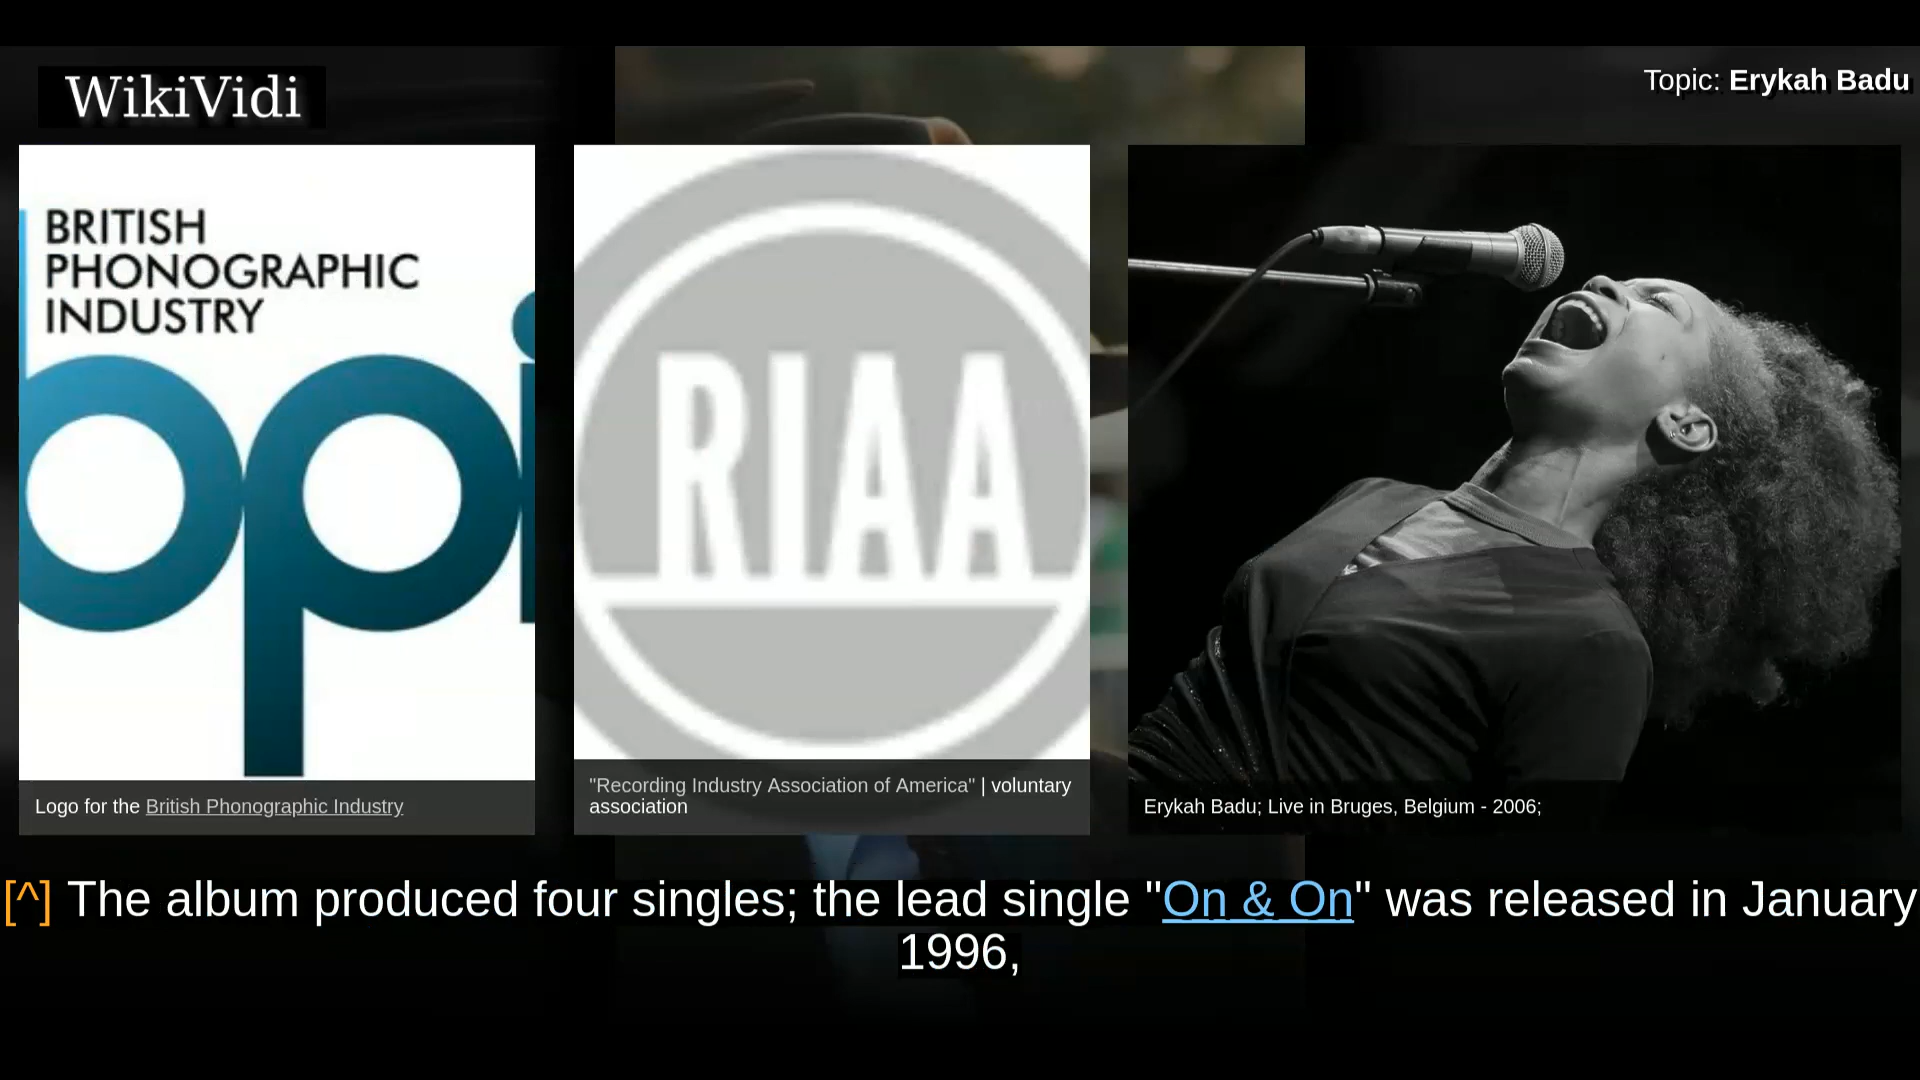 WikiVidi
Topic: Erykah Badu
BRITISH
PHONOGRAPHIC
INDUSTRY
bpi
RIAA
Logo for the British Phonographic Industry
"Recording Industry Association of America" | voluntary
association
Erykah Badu; Live in Bruges, Belgium - 2006;
[^] The album produced four singles; the lead single "On & On" was released in January
1996,